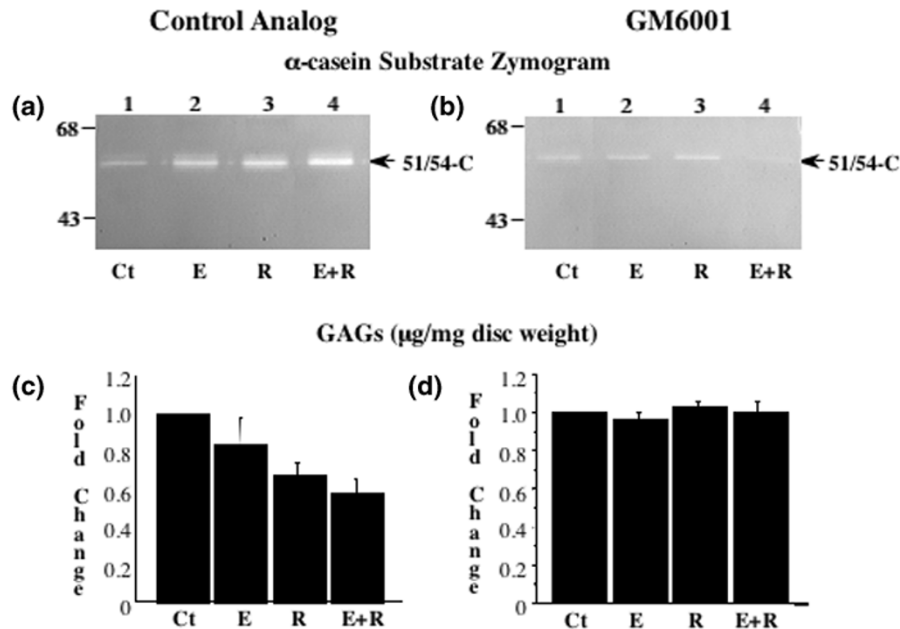 Control Analog GM6001
α-casein Substrate Zymogram
(a) 1 2 3 4
68
51/54-C
43
Ct E R E+R
(b) 1 2 3 4
68
51/54-C
43
Ct E R E+R
GAGs (µg/mg disc weight)
(c)
Fold Change
1.2
1.0
0.8
0.6
0.4
0.2
0
Ct E R E+R
(d)
Fold Change
1.2
1.0
0.8
0.6
0.4
0.2
0
Ct E R E+R